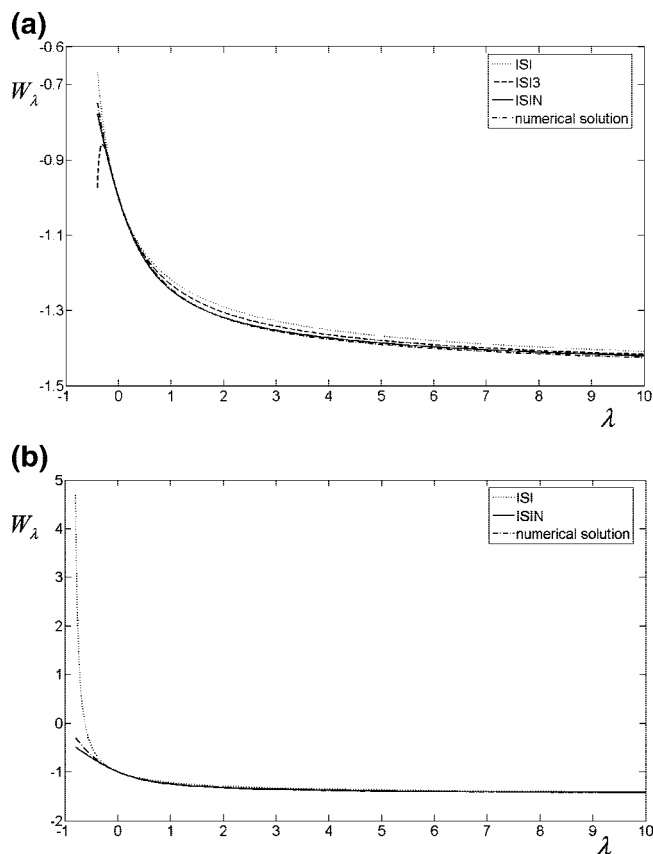 (a)
-0.6
W_λ
-0.7
-0.9
-1.1
-1.3
-1.5
-1 0 1 2 3 4 5 6 7 8 9 10
λ
ISI
ISI3
ISIN
numerical solution
(b)
5
W_λ
4
3
2
1
0
-1
-2
-1 0 1 2 3 4 5 6 7 8 9 10
λ
ISI
ISIN
numerical solution